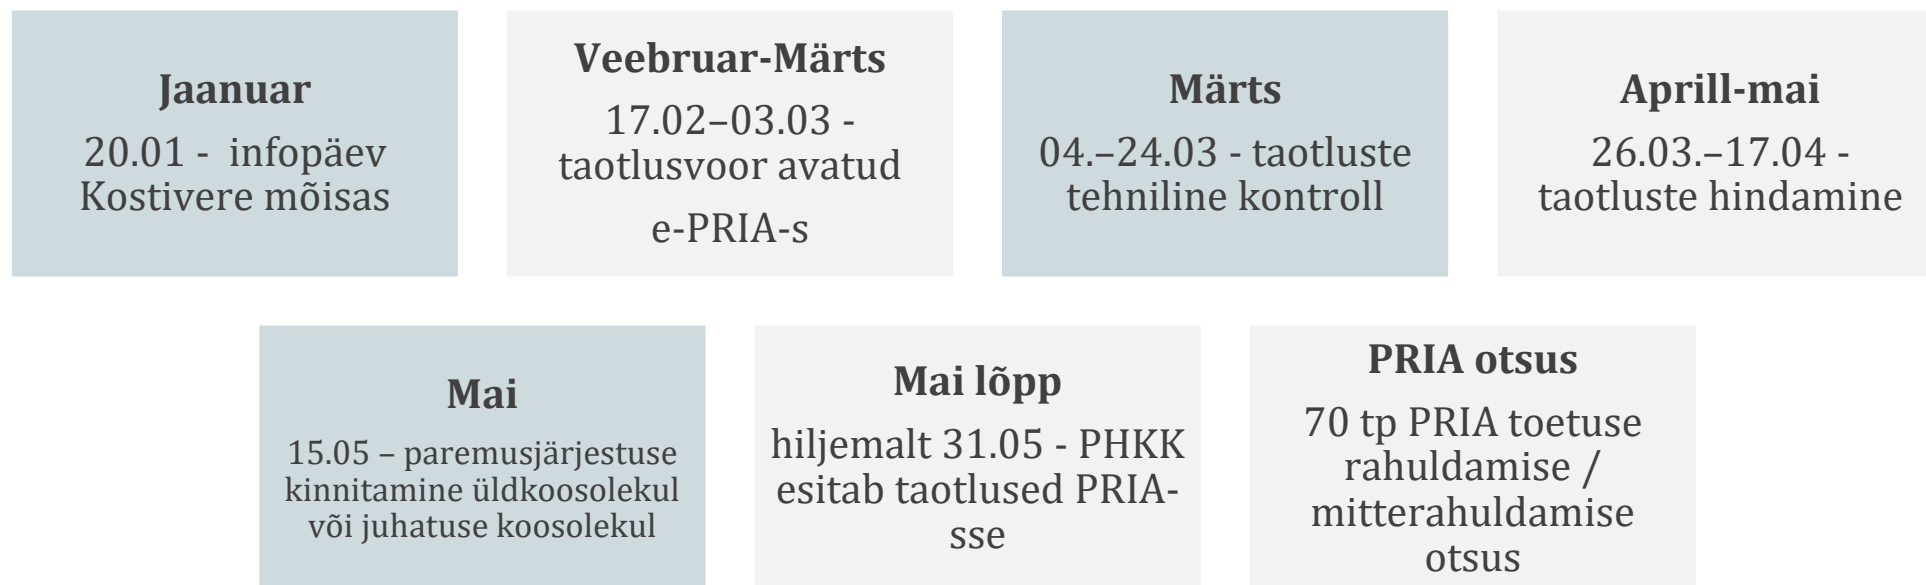 Jaanuar
20.01 - infopäev
Kostivere mõisas
Veebruar-Märts
17.02–03.03 -
taotlusvoor avatud
e-PRIA-s
Märts
04.–24.03 - taotluste
tehniline kontroll
Aprill-mai
26.03.–17.04 -
taotluste hindamine
Mai
15.05 – paremusjärjestuse
kinnitamine üldkoosolekul
või juhatuse koosolekul
Mai lõpp
hiljemalt 31.05 - PHKK
esitab taotlused PRIA-
sse
PRIA otsus
70 tp PRIA toetuse
rahuldamise /
mitterahuldamise
otsus